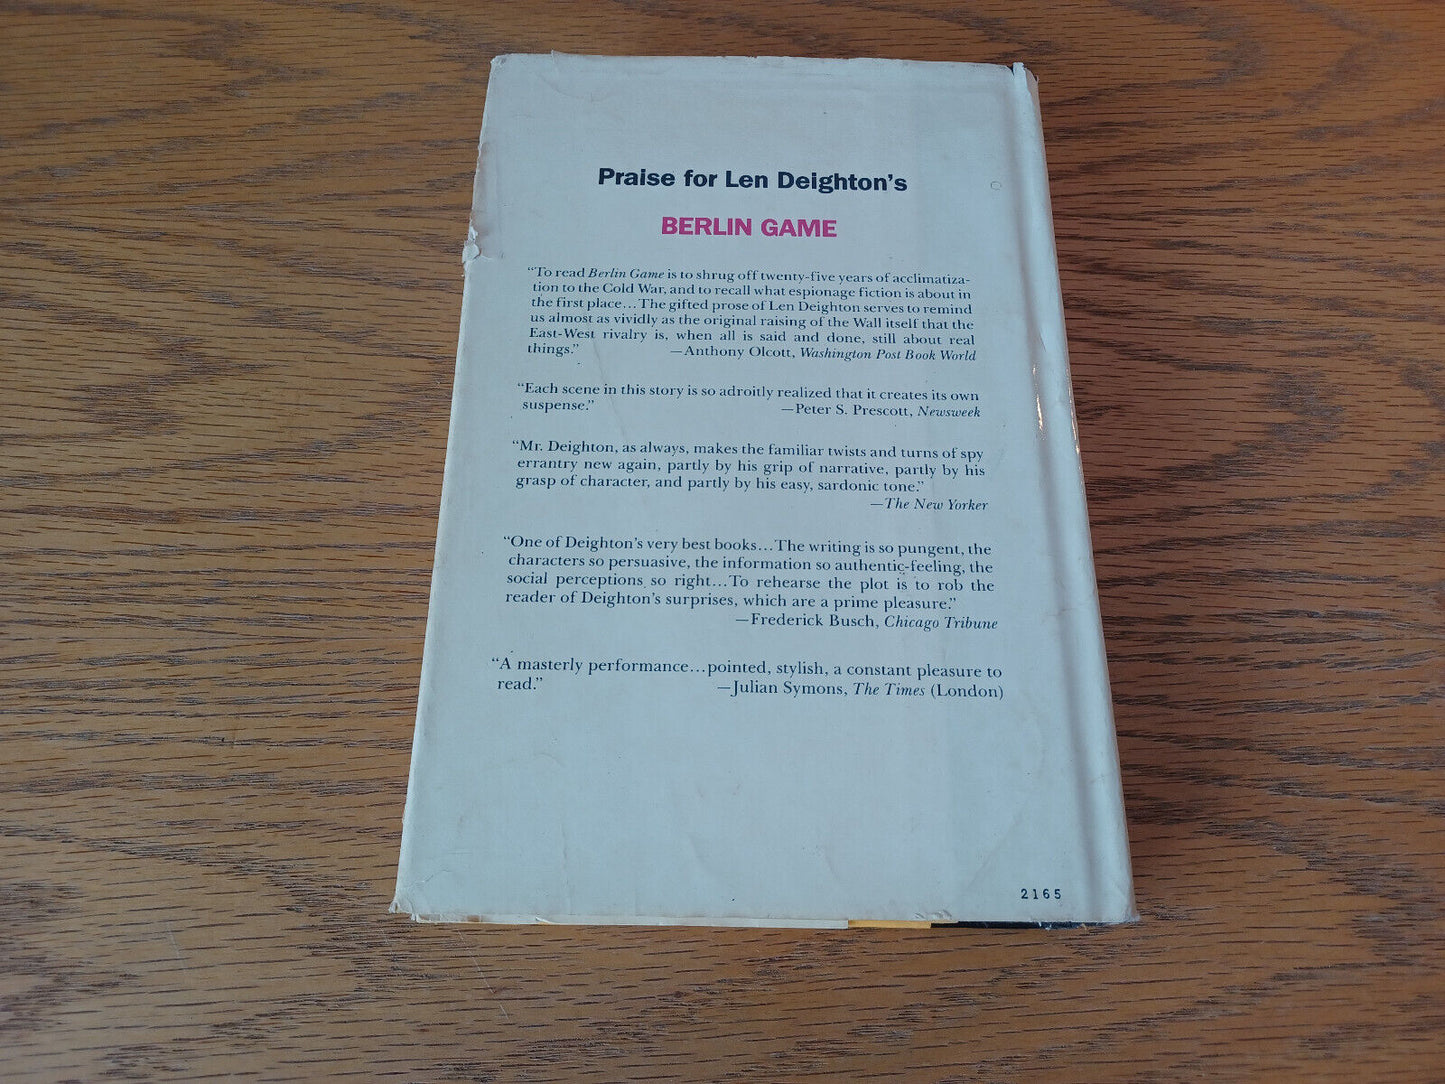 Praise for Len Deighton's
BERLIN GAME
“To read Berlin Game is to shrug off twenty-five years of acclimatiza-
tion to the Cold War, and to recall what espionage fiction is about in
the first place...The gifted prose of Len Deighton serves to remind
us almost as vividly as the original raising of the Wall itself that the
East-West rivalry is, when all is said and done, still about real
things.” —Anthony Olcott, Washington Post Book World
“Each scene in this story is so adroitly realized that it creates its own
suspense.” —Peter S. Prescott, Newsweek
“Mr. Deighton, as always, makes the familiar twists and turns of spy
errantry new again, partly by his grip of narrative, partly by his
grasp of character, and partly by his easy, sardonic tone.”
—The New Yorker
“One of Deighton's very best books...The writing is so pungent, the
characters so persuasive, the information so authentic-feeling, the
social perceptions so right...To rehearse the plot is to rob the
reader of Deighton's surprises, which are a prime pleasure.”
—Frederick Busch, Chicago Tribune
“A masterly performance...pointed, stylish, a constant pleasure to
read.” —Julian Symons, The Times (London)
2165